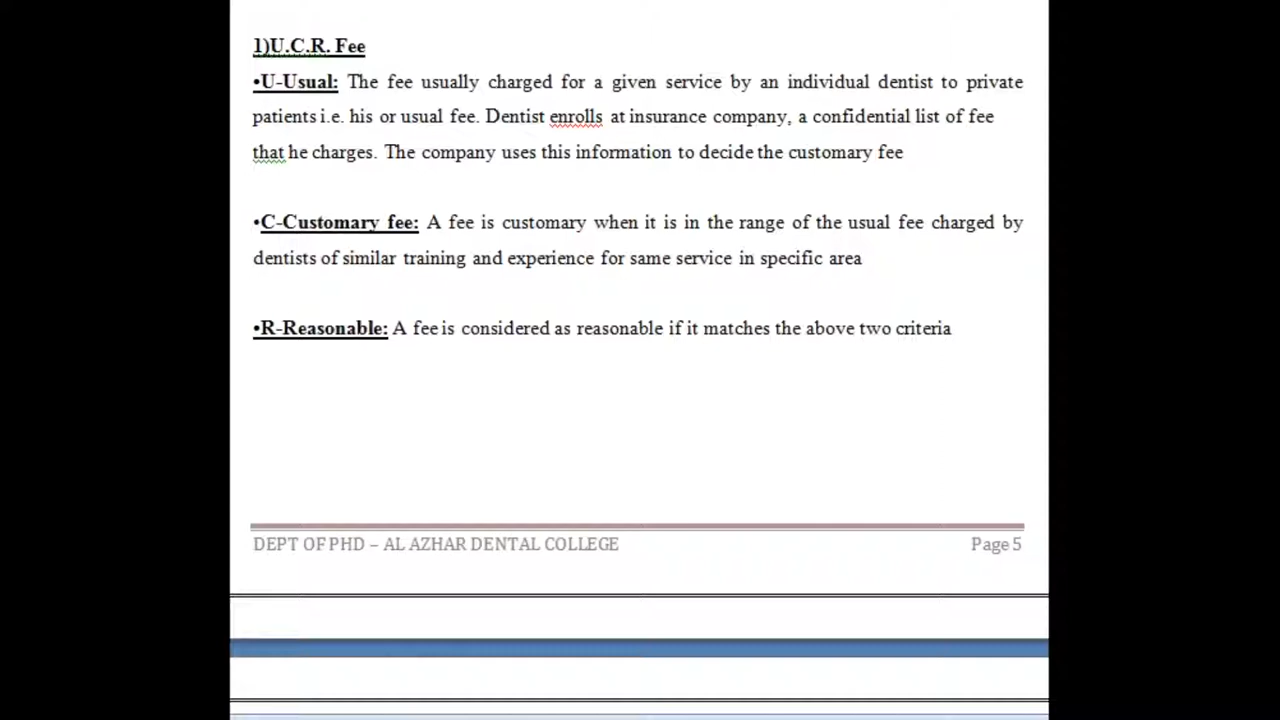 1)U.C.R. Fee
•U-Usual: The fee usually charged for a given service by an individual dentist to private
patients i.e. his or usual fee. Dentist enrolls at insurance company, a confidential list of fee
that he charges. The company uses this information to decide the customary fee
•C-Customary fee: A fee is customary when it is in the range of the usual fee charged by
dentists of similar training and experience for same service in specific area
•R-Reasonable: A fee is considered as reasonable if it matches the above two criteria
DEPT OF PHD – AL AZHAR DENTAL COLLEGE Page 5